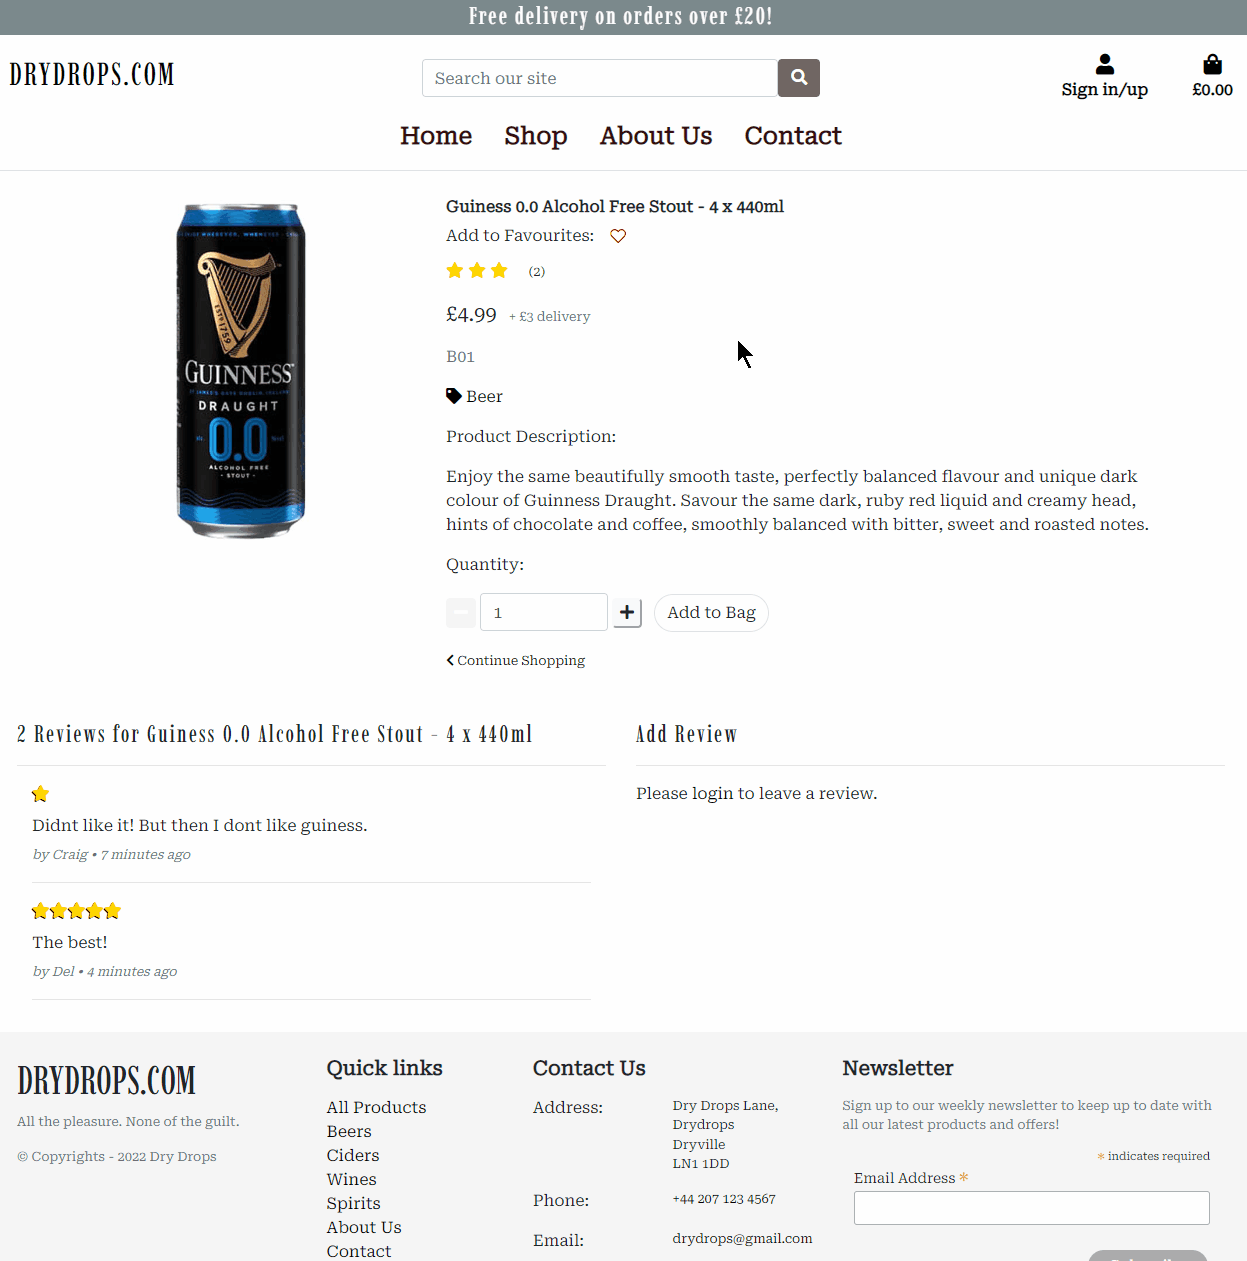 Free delivery on orders over £20!
DRYDROPS.COM
Search our site
Sign in/up
£0.00
Home Shop About Us Contact
Guiness 0.0 Alcohol Free Stout - 4 x 440ml
Add to Favourites:
(2)
£4.99 + £3 delivery
B01
Beer
Product Description:
Enjoy the same beautifully smooth taste, perfectly balanced flavour and unique dark
colour of Guinness Draught. Savour the same dark, ruby red liquid and creamy head,
hints of chocolate and coffee, smoothly balanced with bitter, sweet and roasted notes.
Quantity:
1
Add to Bag
Continue Shopping
ESTD 1759
GUINNESS
DRAUGHT
0.0
ALCOHOL FREE
- STOUT -
2 Reviews for Guiness 0.0 Alcohol Free Stout - 4 x 440ml
Didnt like it! But then I dont like guiness.
by Craig • 7 minutes ago
The best!
by Del • 4 minutes ago
Add Review
Please login to leave a review.
DRYDROPS.COM
All the pleasure. None of the guilt.
© Copyrights - 2022 Dry Drops
Quick links
All Products
Beers
Ciders
Wines
Spirits
About Us
Contact
Contact Us
Address:
Dry Drops Lane,
Drydrops
Dryville
LN1 1DD
Phone:
+44 207 123 4567
Email:
drydrops@gmail.com
Newsletter
Sign up to our weekly newsletter to keep up to date with
all our latest products and offers!
* indicates required
Email Address *